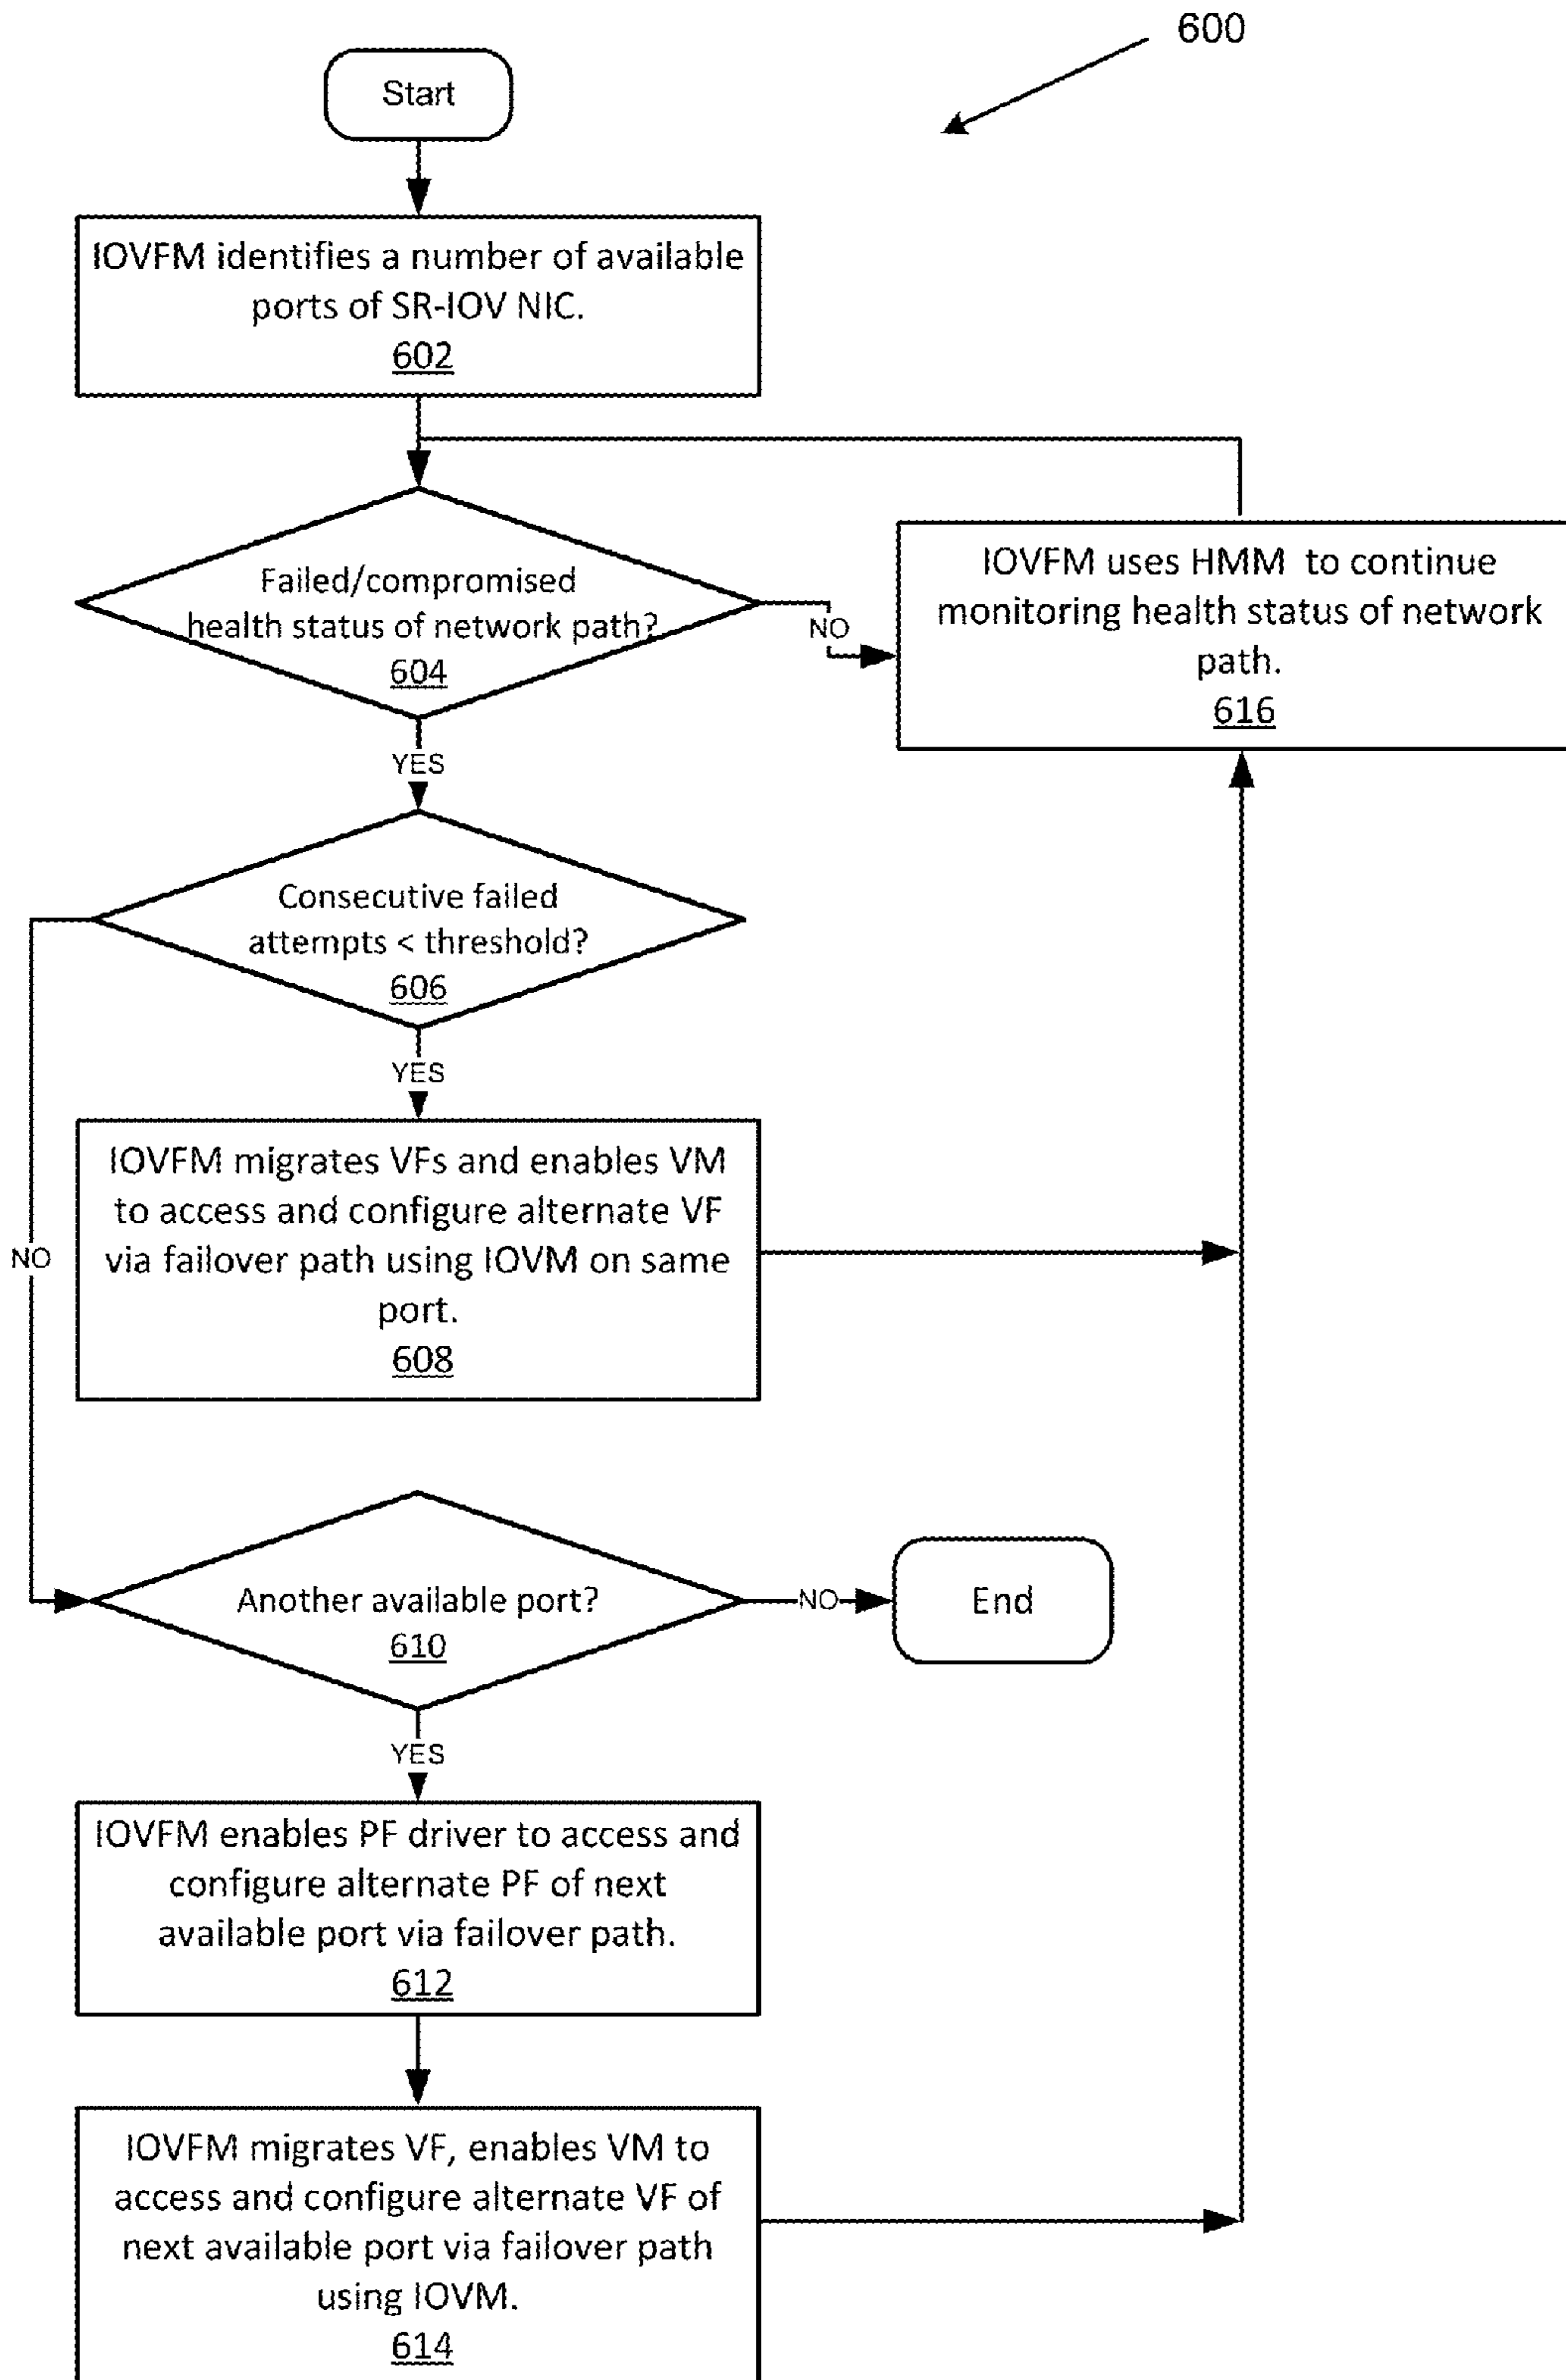 600
Start
IOVFM identifies a number of available
ports of SR-IOV NIC.
602
Failed/compromised
health status of network path?
604
NO
IOVFM uses HMM to continue
monitoring health status of network
path.
616
YES
Consecutive failed
attempts < threshold?
606
YES
NO
IOVFM migrates VFs and enables VM
to access and configure alternate VF
via failover path using IOVM on same
port.
608
Another available port?
610
NO
End
YES
IOVFM enables PF driver to access and
configure alternate PF of next
available port via failover path.
612
IOVFM migrates VF, enables VM to
access and configure alternate VF of
next available port via failover path
using IOVM.
614